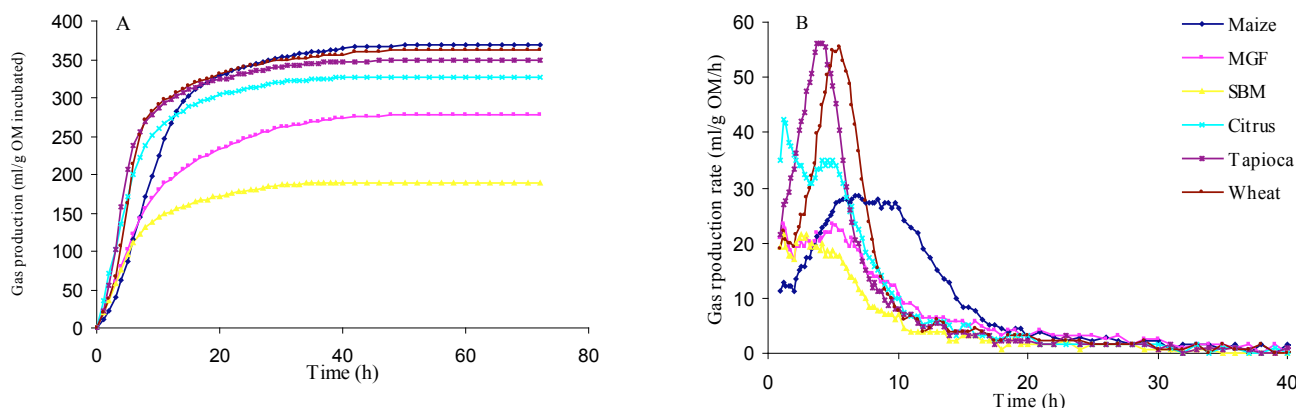 A
Gas production (ml/g OM incubated)
400
350
300
250
200
150
100
50
0
0 20 40 60 80
Time (h)
B
Gas rpoduction rate (ml/g OM/h)
60
50
40
30
20
10
0
0 10 20 30 40
Time (h)
Maize
MGF
SBM
Citrus
Tapioca
Wheat